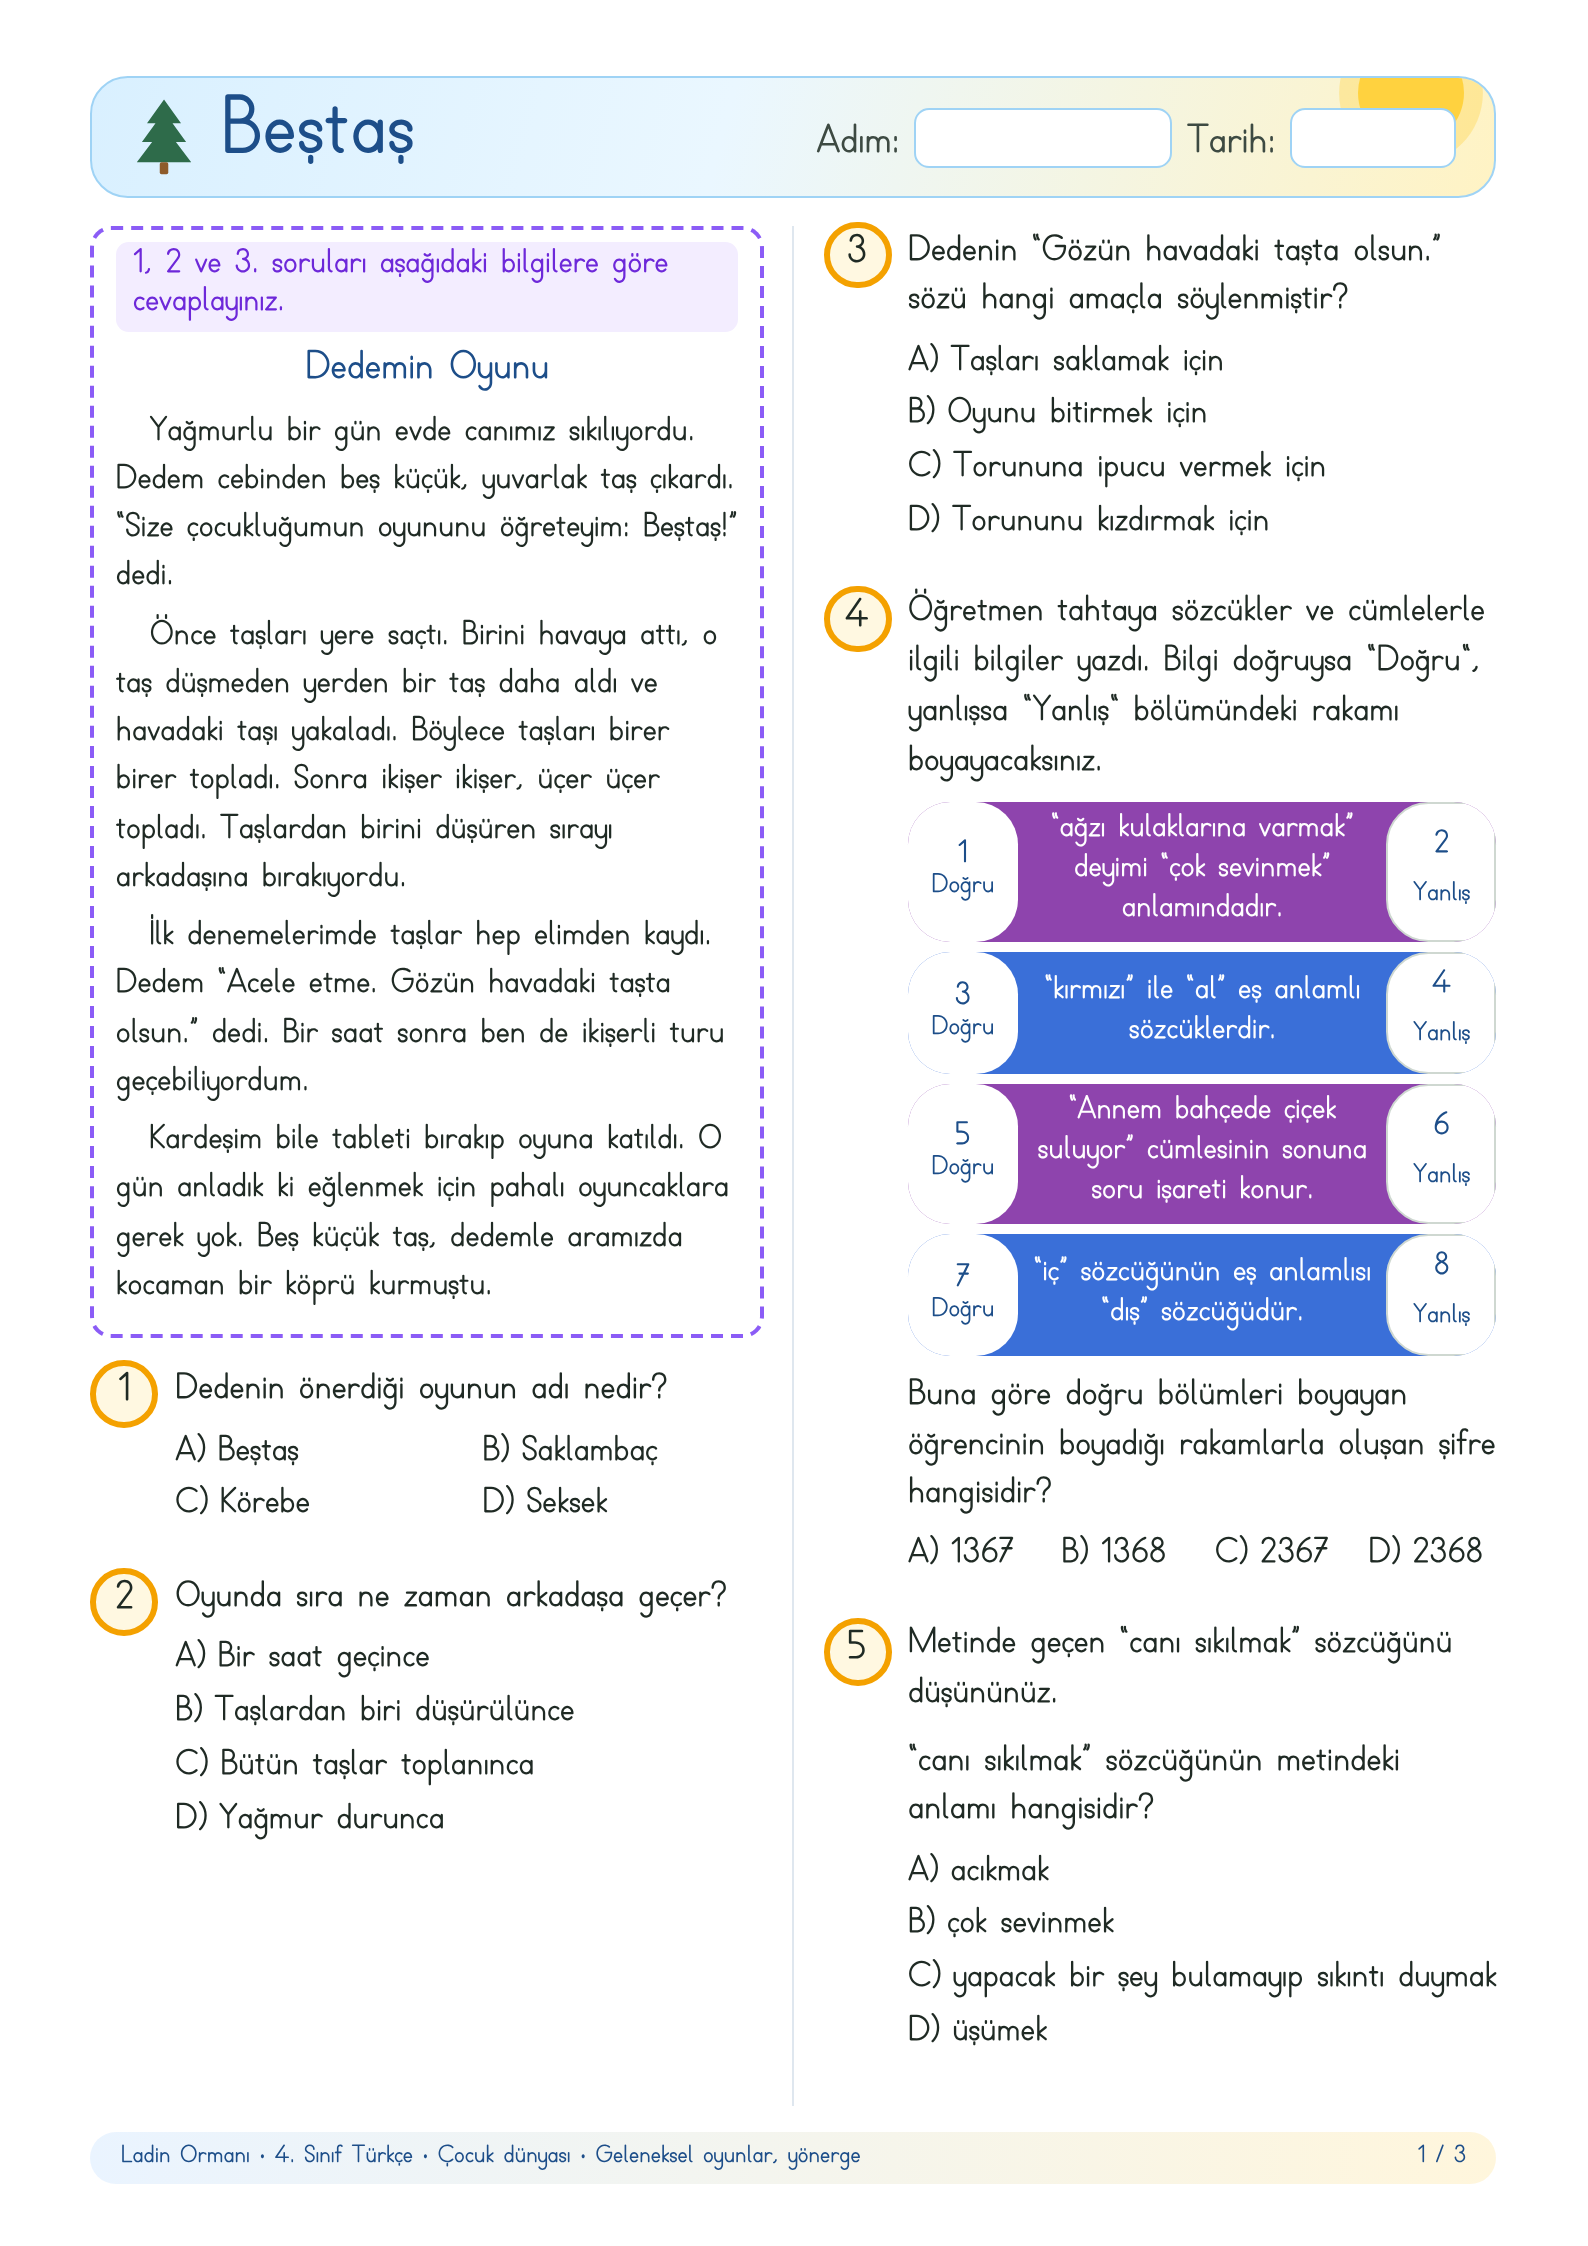 Beştaş
Adım:
Tarih:
1, 2 ve 3. soruları aşağıdaki bilgilere göre
cevaplayınız.
Dedemin Oyunu
Yağmurlu bir gün evde canımız sıkılıyordu.
Dedem cebinden beş küçük, yuvarlak taş çıkardı.
“Size çocukluğumun oyununu öğreteyim: Beştaş!”
dedi.
Önce taşları yere saçtı. Birini havaya attı, o
taş düşmeden yerden bir taş daha aldı ve
havadaki taşı yakaladı. Böylece taşları birer
birer topladı. Sonra ikişer ikişer, üçer üçer
topladı. Taşlardan birini düşüren sırayı
arkadaşına bırakıyordu.
İlk denemelerimde taşlar hep elimden kaydı.
Dedem “Acele etme. Gözün havadaki taşta
olsun.” dedi. Bir saat sonra ben de ikişerli turu
geçebiliyordum.
Kardeşim bile tableti bırakıp oyuna katıldı. O
gün anladık ki eğlenmek için pahalı oyuncaklara
gerek yok. Beş küçük taş, dedemle aramızda
kocaman bir köprü kurmuştu.
1
Dedenin önerdiği oyunun adı nedir?
A) Beştaş
B) Saklambaç
C) Körebe
D) Seksek
2
Oyunda sıra ne zaman arkadaşa geçer?
A) Bir saat geçince
B) Taşlardan biri düşürülünce
C) Bütün taşlar toplanınca
D) Yağmur durunca
3
Dedenin “Gözün havadaki taşta olsun.”
sözü hangi amaçla söylenmiştir?
A) Taşları saklamak için
B) Oyunu bitirmek için
C) Torununa ipucu vermek için
D) Torununu kızdırmak için
4
Öğretmen tahtaya sözcükler ve cümlelerle
ilgili bilgiler yazdı. Bilgi doğruysa “Doğru“,
yanlışsa “Yanlış“ bölümündeki rakamı
boyayacaksınız.
1
Doğru
“ağzı kulaklarına varmak”
deyimi “çok sevinmek”
anlamındadır.
2
Yanlış
3
Doğru
“kırmızı” ile “al” eş anlamlı
sözcüklerdir.
4
Yanlış
5
Doğru
“Annem bahçede çiçek
suluyor” cümlesinin sonuna
soru işareti konur.
6
Yanlış
7
Doğru
“iç” sözcüğünün eş anlamlısı
“dış” sözcüğüdür.
8
Yanlış
Buna göre doğru bölümleri boyayan
öğrencinin boyadığı rakamlarla oluşan şifre
hangisidir?
A) 1367
B) 1368
C) 2367
D) 2368
5
Metinde geçen “canı sıkılmak” sözcüğünü
düşününüz.
“canı sıkılmak” sözcüğünün metindeki
anlamı hangisidir?
A) acıkmak
B) çok sevinmek
C) yapacak bir şey bulamayıp sıkıntı duymak
D) üşümek
Ladin Ormanı • 4. Sınıf Türkçe • Çocuk dünyası • Geleneksel oyunlar, yönerge
1 / 3